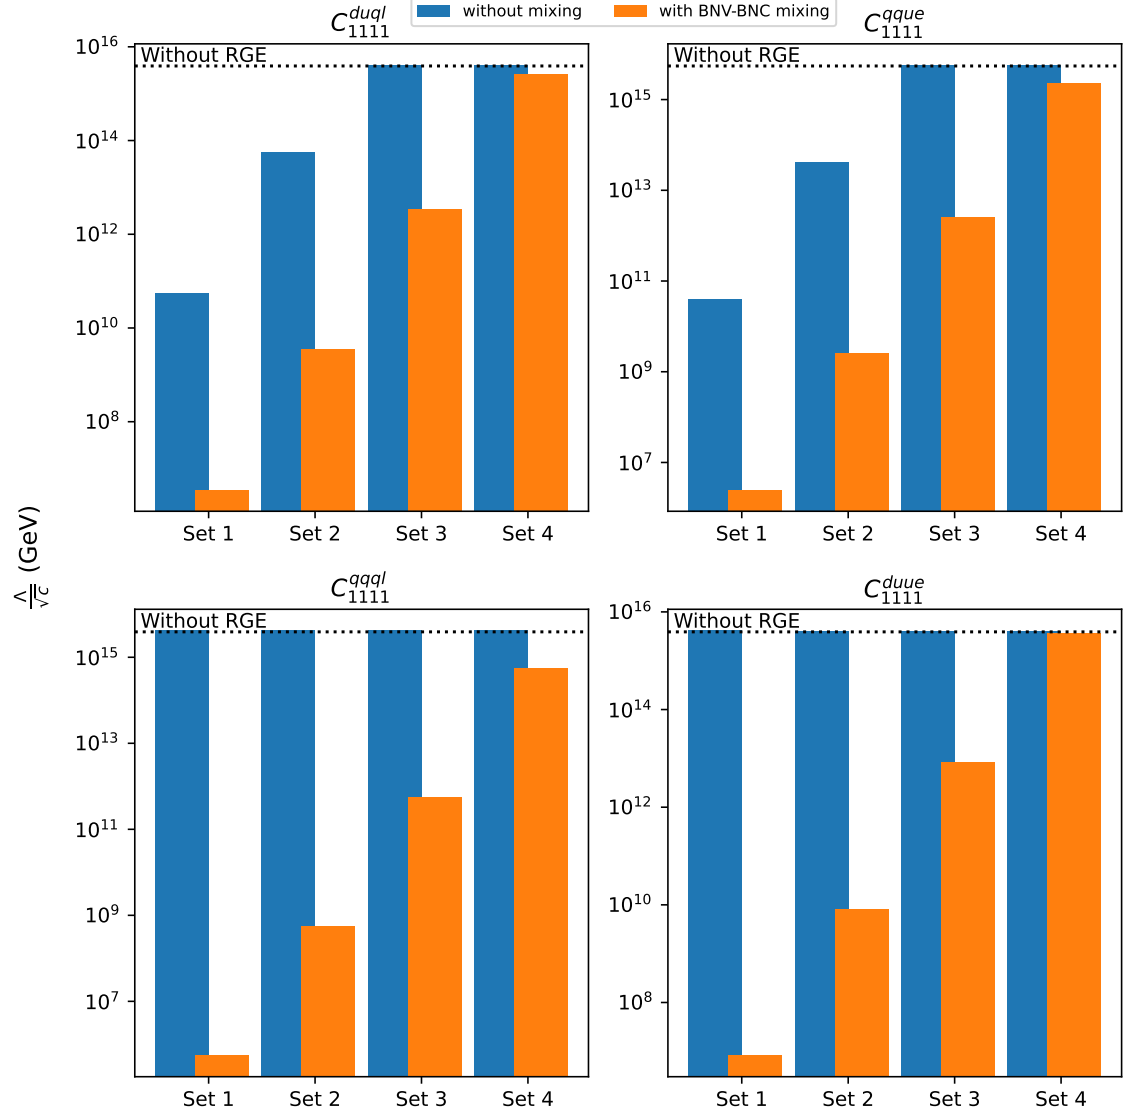 without mixing with BNV-BNC mixing
C^{duql}_{1111}
Without RGE
10^16
10^14
10^12
10^10
10^8
Set 1 Set 2 Set 3 Set 4
C^{qque}_{1111}
Without RGE
10^15
10^13
10^11
10^9
10^7
Set 1 Set 2 Set 3 Set 4
Λ/√c (GeV)
C^{qqql}_{1111}
Without RGE
10^15
10^13
10^11
10^9
10^7
Set 1 Set 2 Set 3 Set 4
C^{duue}_{1111}
Without RGE
10^16
10^14
10^12
10^10
10^8
Set 1 Set 2 Set 3 Set 4